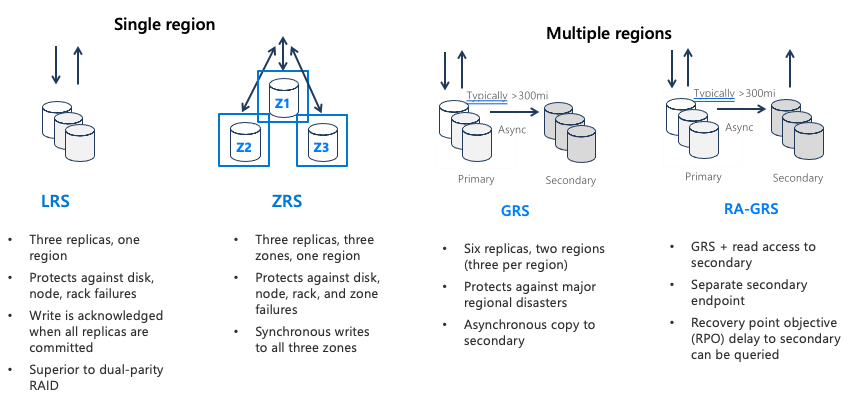 Single region
Multiple regions
Z1
Z2
Z3
Typically >300mi
Async
Primary
Secondary
Typically >300mi
Async
Primary
Secondary
LRS
• Three replicas, one
region
• Protects against disk,
node, rack failures
• Write is acknowledged
when all replicas are
committed
• Superior to dual-parity
RAID
ZRS
• Three replicas, three
zones, one region
• Protects against disk,
node, rack, and zone
failures
• Synchronous writes
to all three zones
GRS
• Six replicas, two regions
(three per region)
• Protects against major
regional disasters
• Asynchronous copy to
secondary
RA-GRS
• GRS + read access to
secondary
• Separate secondary
endpoint
• Recovery point objective
(RPO) delay to secondary
can be queried